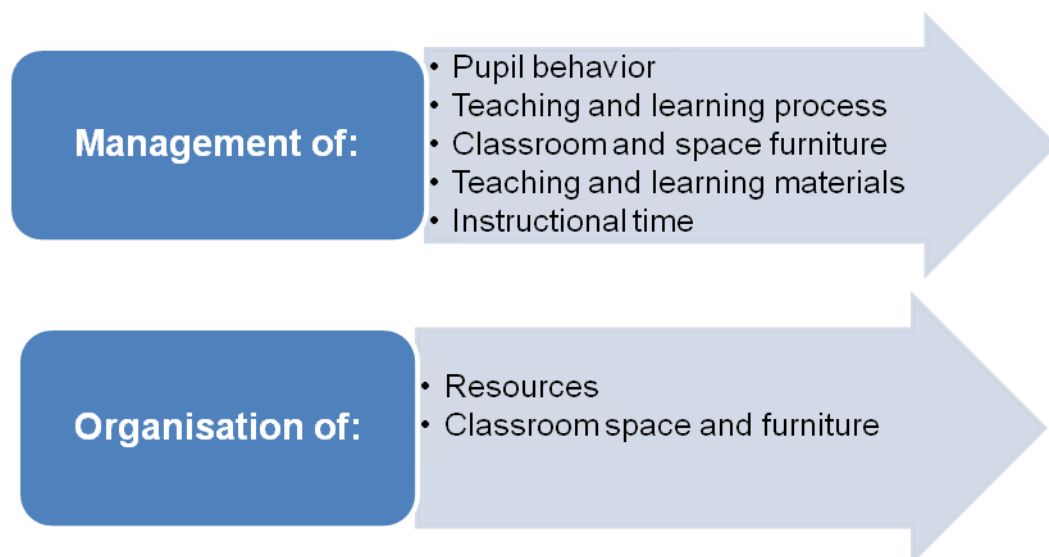 Management of:
• Pupil behavior
• Teaching and learning process
• Classroom and space furniture
• Teaching and learning materials
• Instructional time
Organisation of:
• Resources
• Classroom space and furniture